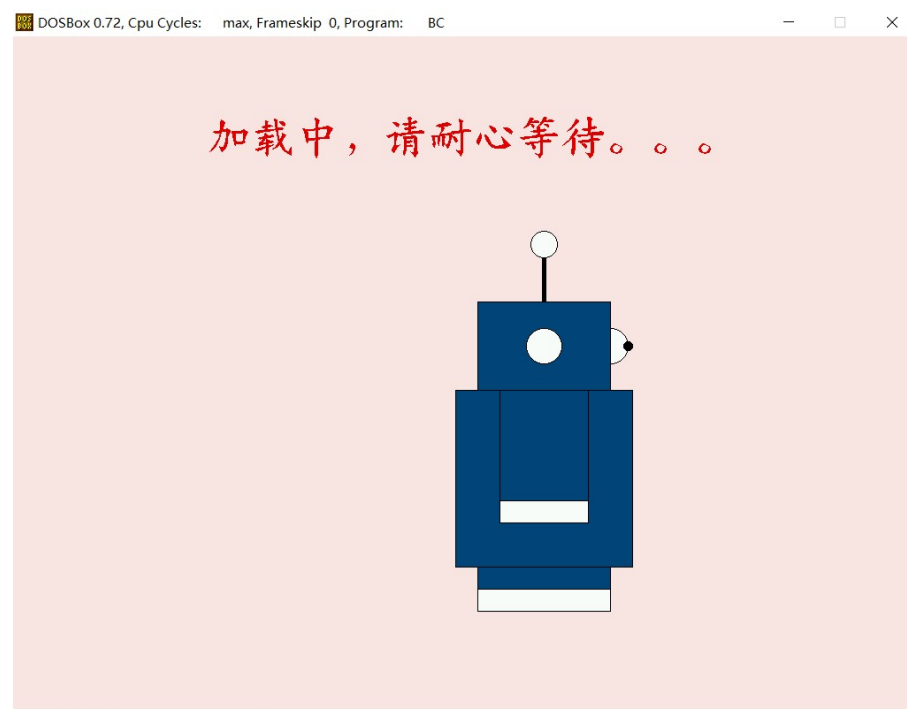 DOSBox 0.72, Cpu Cycles: max, Frameskip 0, Program: BC
加载中，请耐心等待。。。